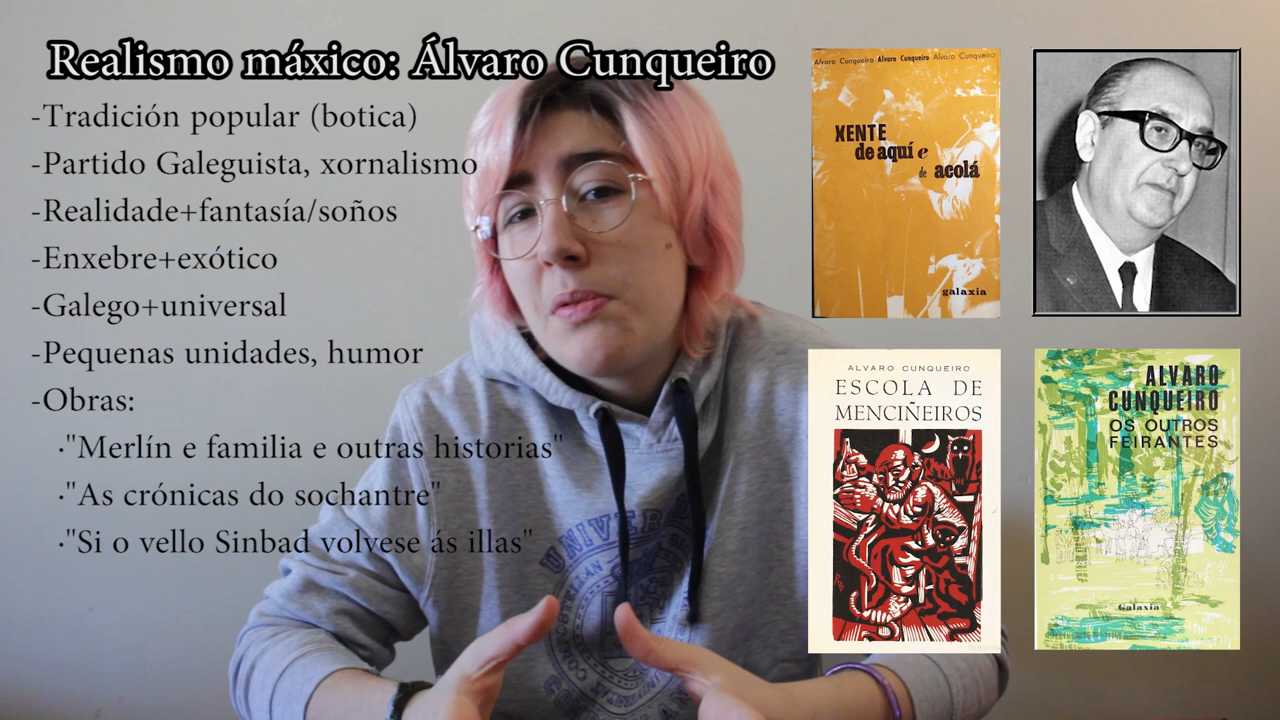 Realismo máxico: Álvaro Cunqueiro
-Tradición popular (botica)
-Partido Galeguista, xornalismo
-Realidade+fantasía/soños
-Enxebre+exótico
-Galego+universal
-Pequenas unidades, humor
-Obras:
·"Merlín e familia e outras historias"
·"As crónicas do sochantre"
·"Si o vello Sinbad volvese ás illas"
Alvaro Cunqueiro Alvaro Cunqueiro Alvaro Cunqueiro
XENTE
de aquí e
de acolá
galaxia
ALVARO CUNQUEIRO
ESCOLA DE
MENCIÑEIROS
ALVARO
CUNQUEIRO
OS OUTROS
FEIRANTES
Galaxia
UNIVER